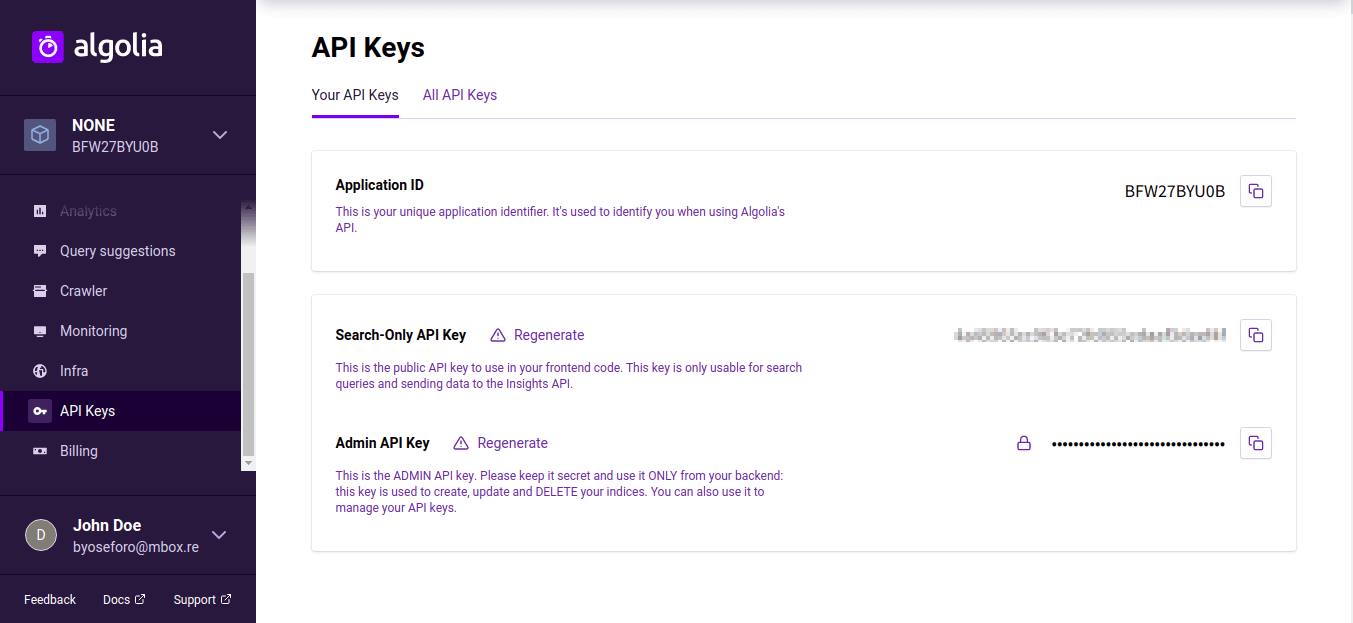 algolia
NONE
BFW27BYU0B
Analytics
Query suggestions
Crawler
Monitoring
Infra
API Keys
Billing
John Doe
D
byoseforo@mbox.re
Feedback Docs Support
API Keys
Your API Keys All API Keys
Application ID
BFW27BYU0B
This is your unique application identifier. It's used to identify you when using Algolia's
API.
Search-Only API Key Regenerate
This is the public API key to use in your frontend code. This key is only usable for search
queries and sending data to the Insights API.
Admin API Key Regenerate
••••••••••••••••••••••••••••••••
This is the ADMIN API key. Please keep it secret and use it ONLY from your backend:
this key is used to create, update and DELETE your indices. You can also use it to
manage your API keys.